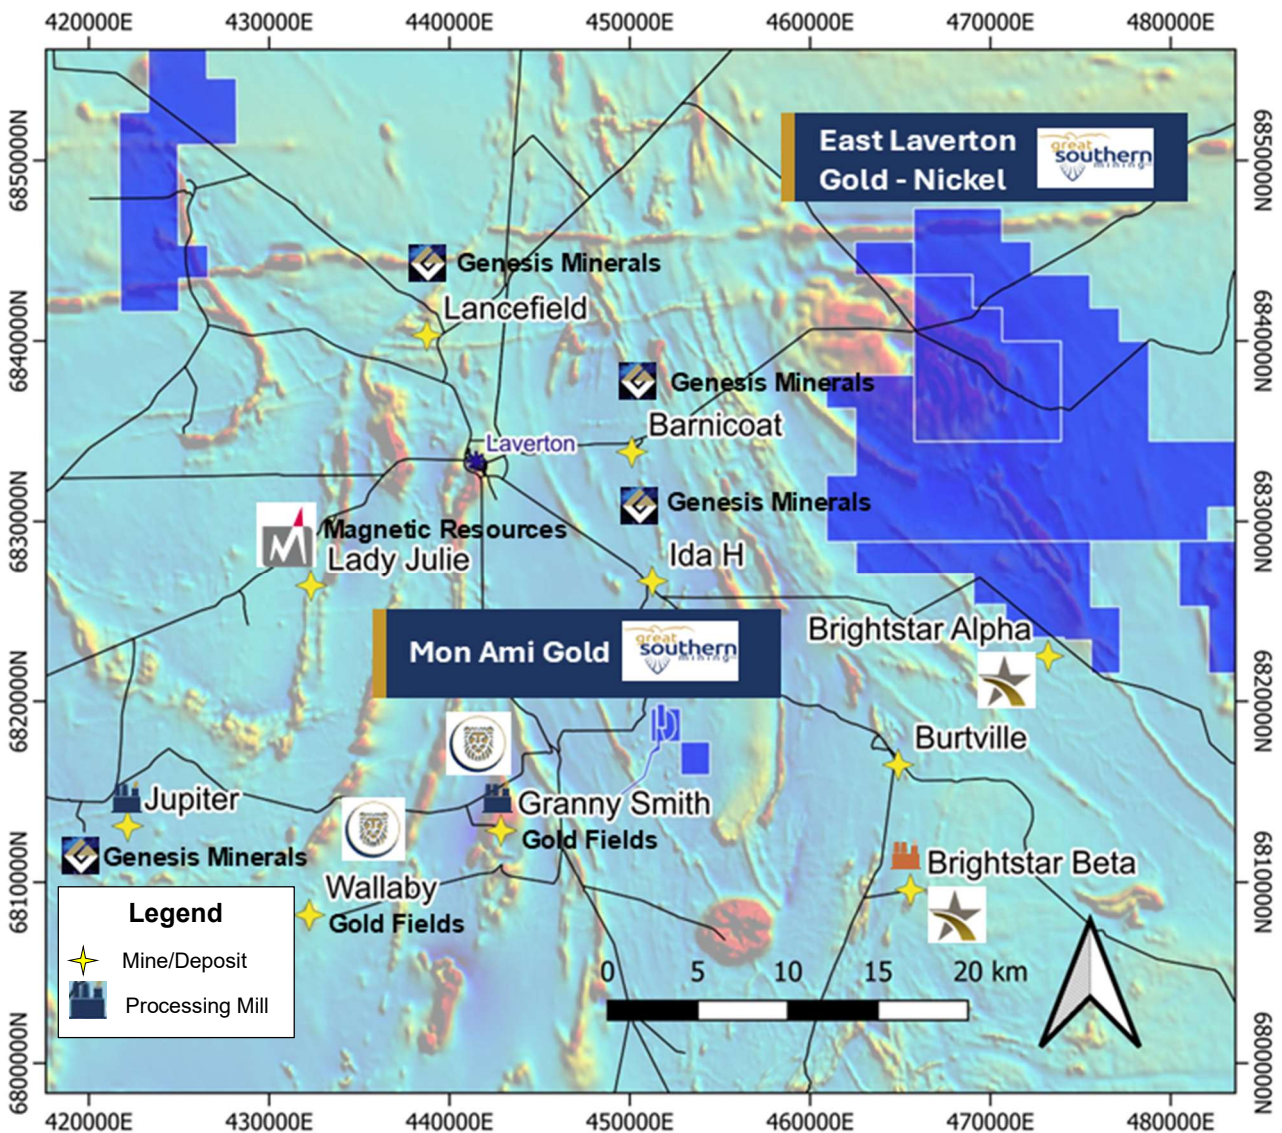 420000E
430000E
440000E
450000E
460000E
470000E
480000E
6850000N
6840000N
6830000N
6820000N
6810000N
6800000N
6850000N
6840000N
6830000N
6820000N
6810000N
6800000N
East Laverton
Gold - Nickel
great
southern
mining
Genesis Minerals
Lancefield
Genesis Minerals
Barnicoat
Laverton
Genesis Minerals
Magnetic Resources
Lady Julie
Ida H
Mon Ami Gold
great
southern
mining
Brightstar Alpha
Burtville
Jupiter
Genesis Minerals
Granny Smith
Gold Fields
Wallaby
Gold Fields
Brightstar Beta
Legend
Mine/Deposit
Processing Mill
0 5 10 15 20 km
420000E
430000E
440000E
450000E
460000E
470000E
480000E